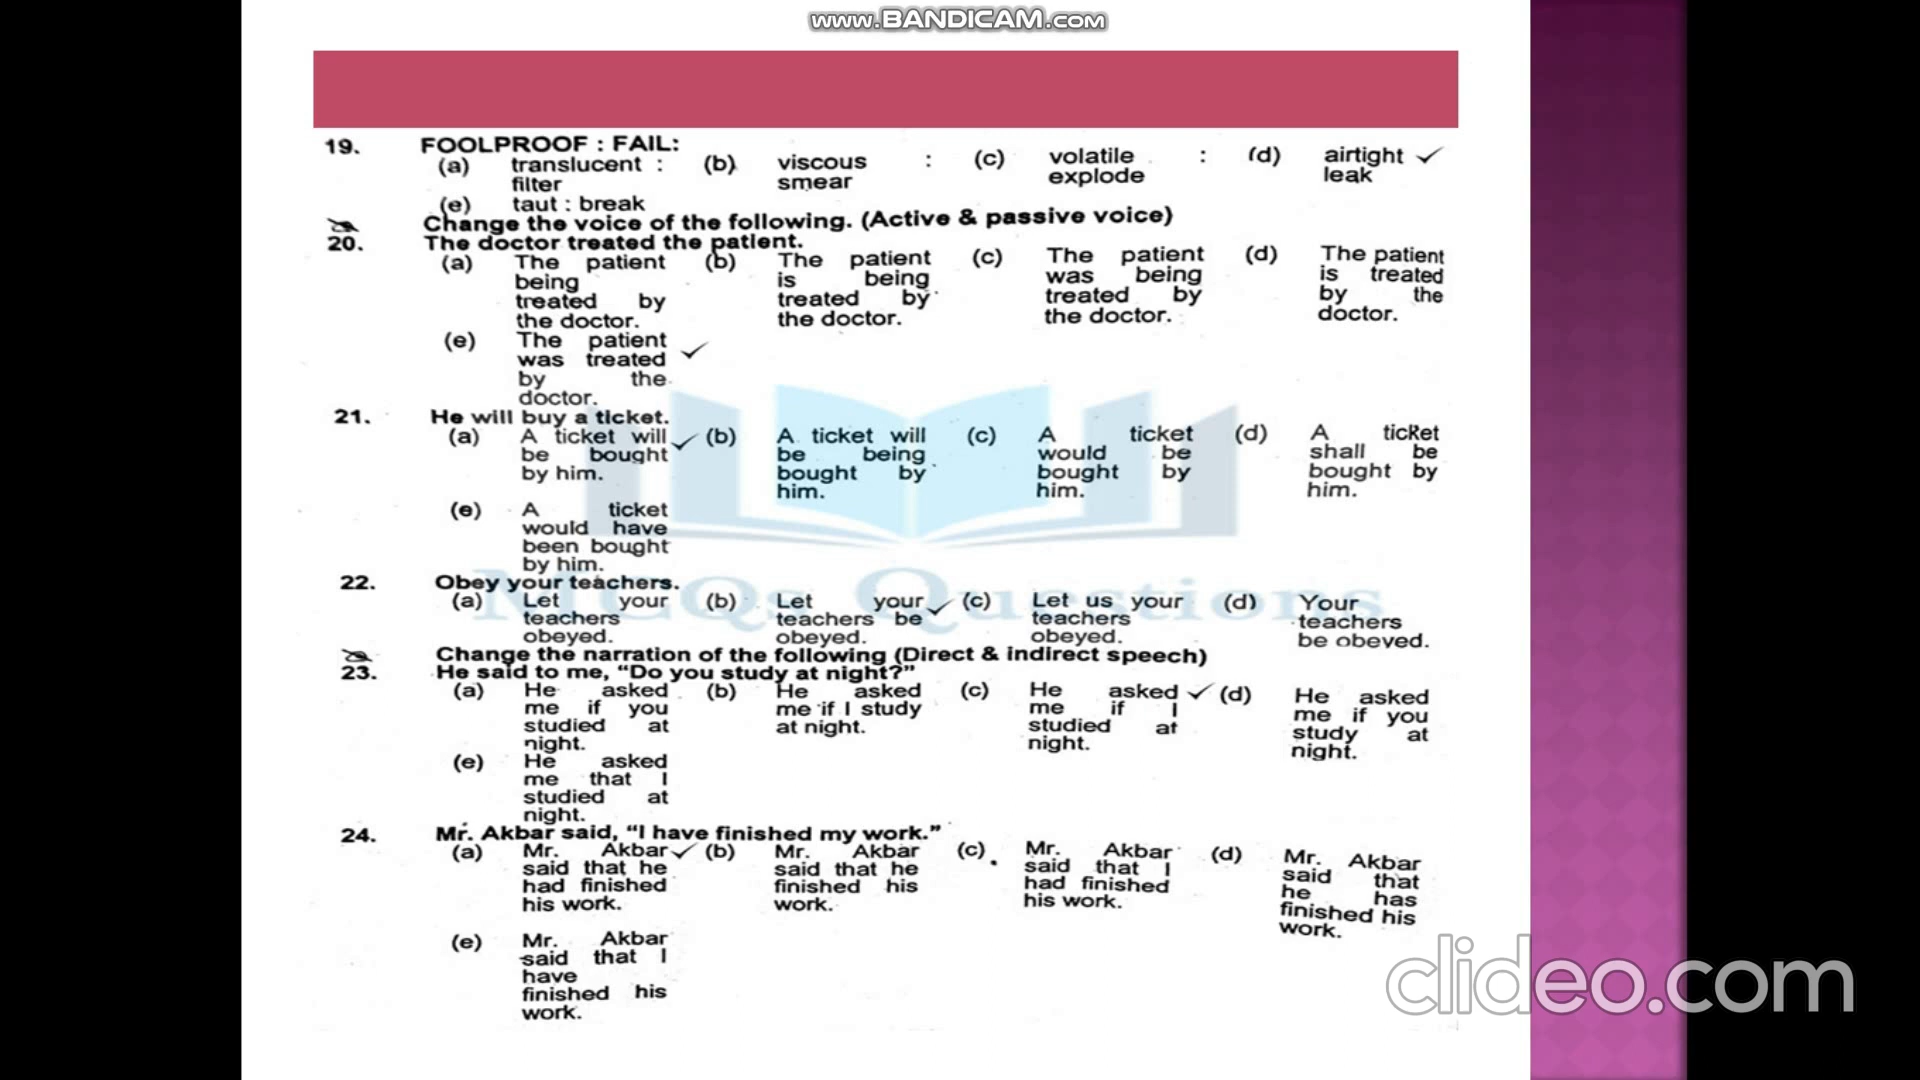 www.BANDICAM.com
19. FOOLPROOF : FAIL:
(a) translucent : filter (b) viscous : smear (c) volatile : explode (d) airtight ✓ leak
(e) taut : break
Change the voice of the following. (Active & passive voice)
20. The doctor treated the patient.
(a) The patient being treated by the doctor. (b) The patient is being treated by the doctor. (c) The patient was being treated by the doctor. (d) The patient is treated by the doctor.
(e) The patient was treated by the doctor. ✓
21. He will buy a ticket.
(a) A ticket will be bought by him. ✓ (b) A ticket will be being bought by him. (c) A ticket would be bought by him. (d) A ticket shall be bought by him.
(e) A ticket would have been bought by him.
22. Obey your teachers.
(a) Let your teachers obeyed. (b) Let your teachers be obeyed. ✓ (c) Let us your teachers obeyed. (d) Your teachers be obeyed.
Change the narration of the following (Direct & indirect speech)
23. He said to me, “Do you study at night?”
(a) He asked me if you studied at night. (b) He asked me if I study at night. (c) He asked me if I studied at night. ✓ (d) He asked me if you study at night.
(e) He asked me that I studied at night.
24. Mr. Akbar said, “I have finished my work.”
(a) Mr. Akbar said that he had finished his work. ✓ (b) Mr. Akbar said that he finished his work. (c) Mr. Akbar said that I had finished his work. (d) Mr. Akbar said that he has finished his work.
(e) Mr. Akbar said that I have finished his work.
MCQs Questions
clideo.com